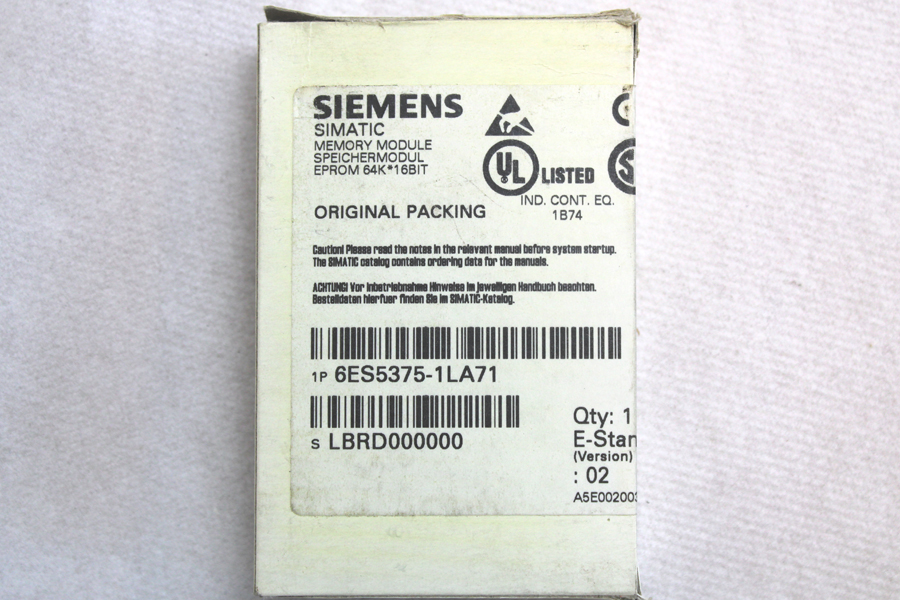 SIEMENS
SIMATIC
MEMORY MODULE
SPEICHERMODUL
EPROM 64K*16BIT
UL LISTED
IND. CONT. EQ.
1B74
ORIGINAL PACKING
Caution! Please read the notes in the relevant manual before system startup.
The SIMATIC catalog contains ordering data for the manuals.
ACHTUNG! Vor Inbetriebnahme Hinweise im jeweiligen Handbuch beachten.
Bestelldaten hierfuer finden Sie im SIMATIC-Katalog.
1P 6ES5375-1LA71
S LBRD000000
Qty: 1
E-Stan
(Version)
: 02
A5E002003